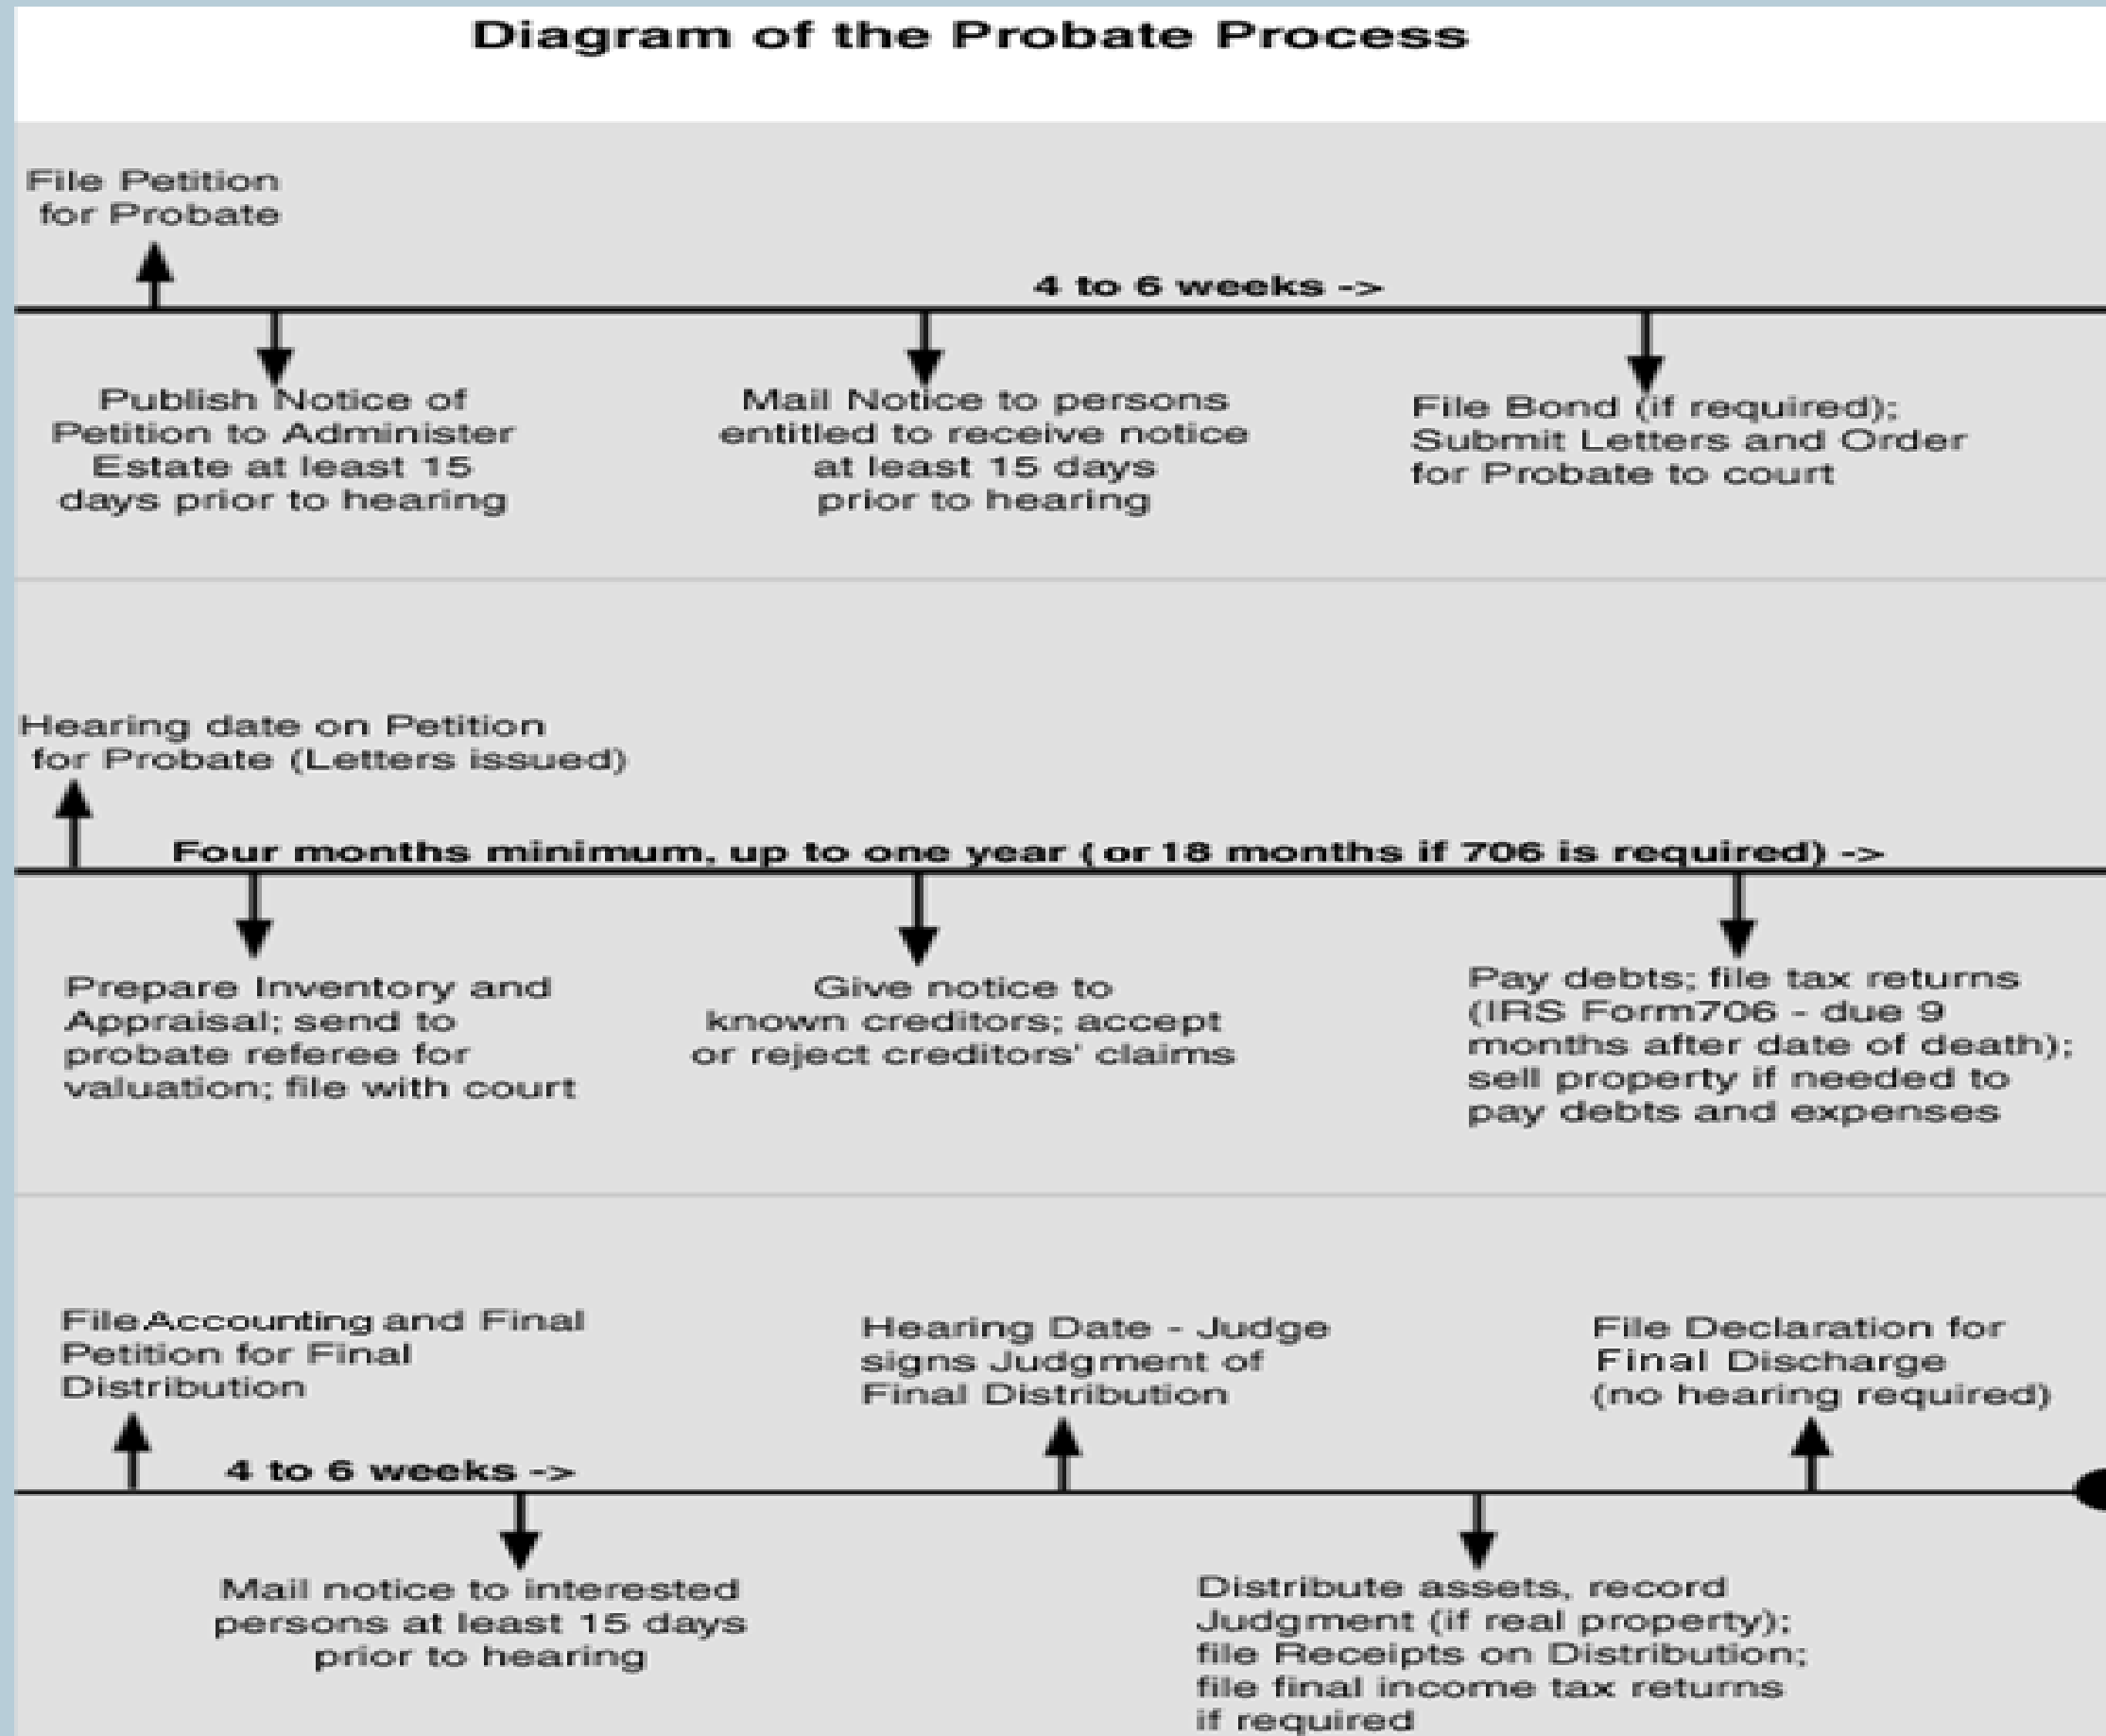 Diagram of the Probate Process
File Petition
for Probate
4 to 6 weeks ->
Publish Notice of
Petition to Administer
Estate at least 15
days prior to hearing
Mail Notice to persons
entitled to receive notice
at least 15 days
prior to hearing
File Bond (if required);
Submit Letters and Order
for Probate to court
Hearing date on Petition
for Probate (Letters issued)
Four months minimum, up to one year (or 18 months if 706 is required) ->
Prepare Inventory and
Appraisal; send to
probate referee for
valuation; file with court
Give notice to
known creditors; accept
or reject creditors' claims
Pay debts; file tax returns
(IRS Form706 - due 9
months after date of death);
sell property if needed to
pay debts and expenses
File Accounting and Final
Petition for Final
Distribution
Hearing Date - Judge
signs Judgment of
Final Distribution
File Declaration for
Final Discharge
(no hearing required)
4 to 6 weeks ->
Mail notice to interested
persons at least 15 days
prior to hearing
Distribute assets, record
Judgment (if real property);
file Receipts on Distribution;
file final income tax returns
if required